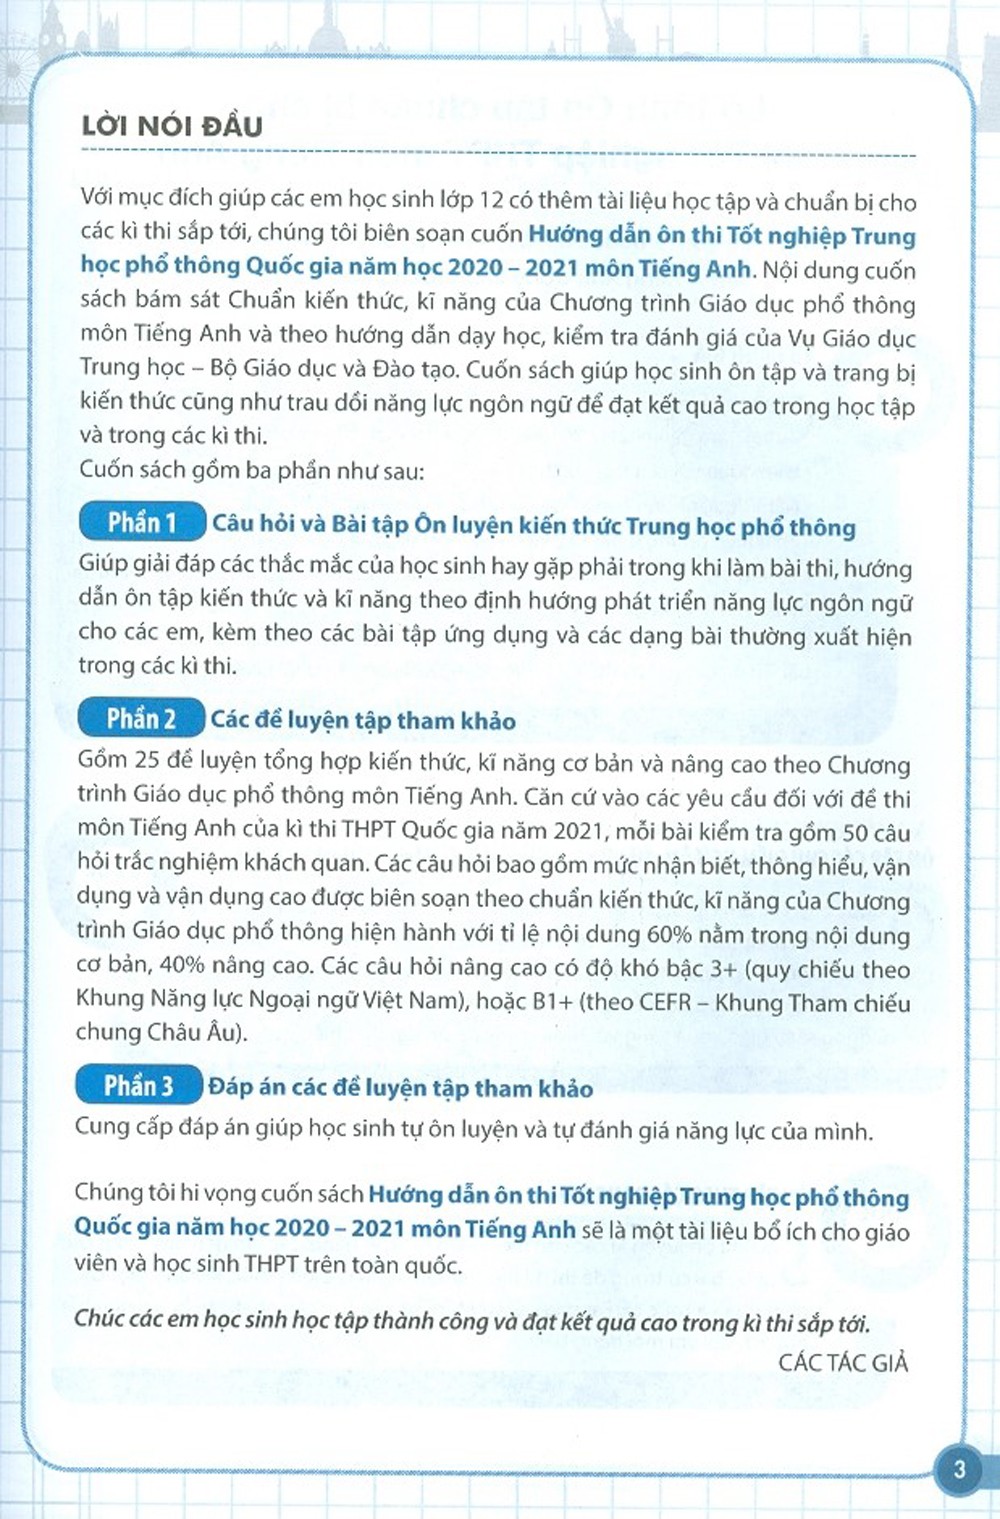 LỜI NÓI ĐẦU
Với mục đích giúp các em học sinh lớp 12 có thêm tài liệu học tập và chuẩn bị cho
các kì thi sắp tới, chúng tôi biên soạn cuốn Hướng dẫn ôn thi Tốt nghiệp Trung
học phổ thông Quốc gia năm học 2020 – 2021 môn Tiếng Anh. Nội dung cuốn
sách bám sát Chuẩn kiến thức, kĩ năng của Chương trình Giáo dục phổ thông
môn Tiếng Anh và theo hướng dẫn dạy học, kiểm tra đánh giá của Vụ Giáo dục
Trung học – Bộ Giáo dục và Đào tạo. Cuốn sách giúp học sinh ôn tập và trang bị
kiến thức cũng như trau dồi năng lực ngôn ngữ để đạt kết quả cao trong học tập
và trong các kì thi.
Cuốn sách gồm ba phần như sau:
Phần 1 Câu hỏi và Bài tập Ôn luyện kiến thức Trung học phổ thông
Giúp giải đáp các thắc mắc của học sinh hay gặp phải trong khi làm bài thi, hướng
dẫn ôn tập kiến thức và kĩ năng theo định hướng phát triển năng lực ngôn ngữ
cho các em, kèm theo các bài tập ứng dụng và các dạng bài thường xuất hiện
trong các kì thi.
Phần 2 Các đề luyện tập tham khảo
Gồm 25 đề luyện tổng hợp kiến thức, kĩ năng cơ bản và nâng cao theo Chương
trình Giáo dục phổ thông môn Tiếng Anh. Căn cứ vào các yêu cầu đối với đề thi
môn Tiếng Anh của kì thi THPT Quốc gia năm 2021, mỗi bài kiểm tra gồm 50 câu
hỏi trắc nghiệm khách quan. Các câu hỏi bao gồm mức nhận biết, thông hiểu, vận
dụng và vận dụng cao được biên soạn theo chuẩn kiến thức, kĩ năng của Chương
trình Giáo dục phổ thông hiện hành với tỉ lệ nội dung 60% nằm trong nội dung
cơ bản, 40% nâng cao. Các câu hỏi nâng cao có độ khó bậc 3+ (quy chiếu theo
Khung Năng lực Ngoại ngữ Việt Nam), hoặc B1+ (theo CEFR – Khung Tham chiếu
chung Châu Âu).
Phần 3 Đáp án các đề luyện tập tham khảo
Cung cấp đáp án giúp học sinh tự ôn luyện và tự đánh giá năng lực của mình.
Chúng tôi hi vọng cuốn sách Hướng dẫn ôn thi Tốt nghiệp Trung học phổ thông
Quốc gia năm học 2020 – 2021 môn Tiếng Anh sẽ là một tài liệu bổ ích cho giáo
viên và học sinh THPT trên toàn quốc.
Chúc các em học sinh học tập thành công và đạt kết quả cao trong kì thi sắp tới.
CÁC TÁC GIẢ
3